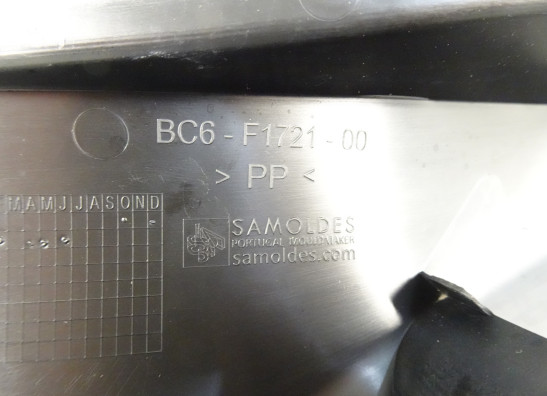 BC6-F1721-00
> PP <
MAMJJASOND
SAMOLDES
PORTUGAL MOULDMAKER
samoldes.com